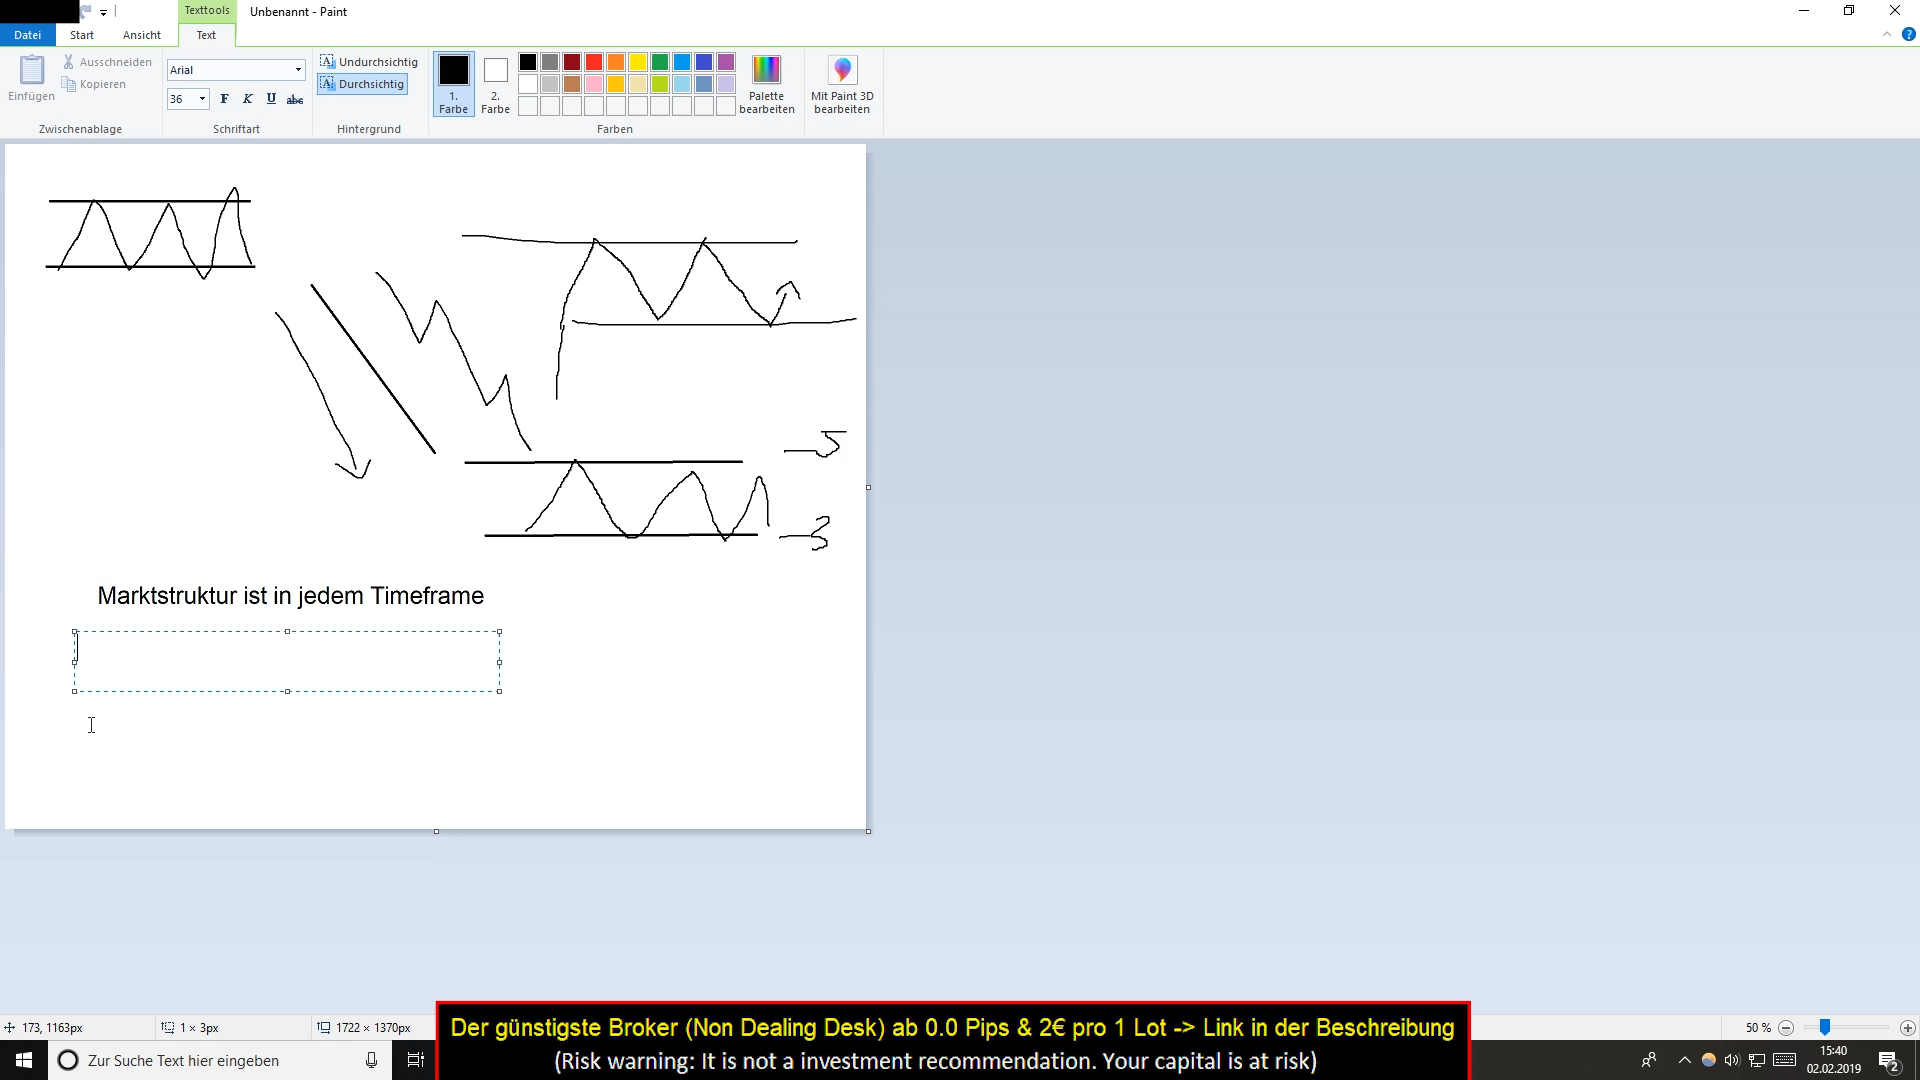 Texttools
Unbenannt - Paint
Datei
Start
Ansicht
Text
Einfügen
Ausschneiden
Kopieren
Zwischenablage
Arial
36
F K U abc
Schriftart
Undurchsichtig
Durchsichtig
Hintergrund
1.
Farbe
2.
Farbe
Palette
bearbeiten
Mit Paint 3D
bearbeiten
Farben
5
3
Marktstruktur ist in jedem Timeframe
173, 1163px
1 × 3px
1722 × 1370px
50 %
Der günstigste Broker (Non Dealing Desk) ab 0.0 Pips & 2€ pro 1 Lot -> Link in der Beschreibung
(Risk warning: It is not a investment recommendation. Your capital is at risk)
Zur Suche Text hier eingeben
15:40
02.02.2019
2